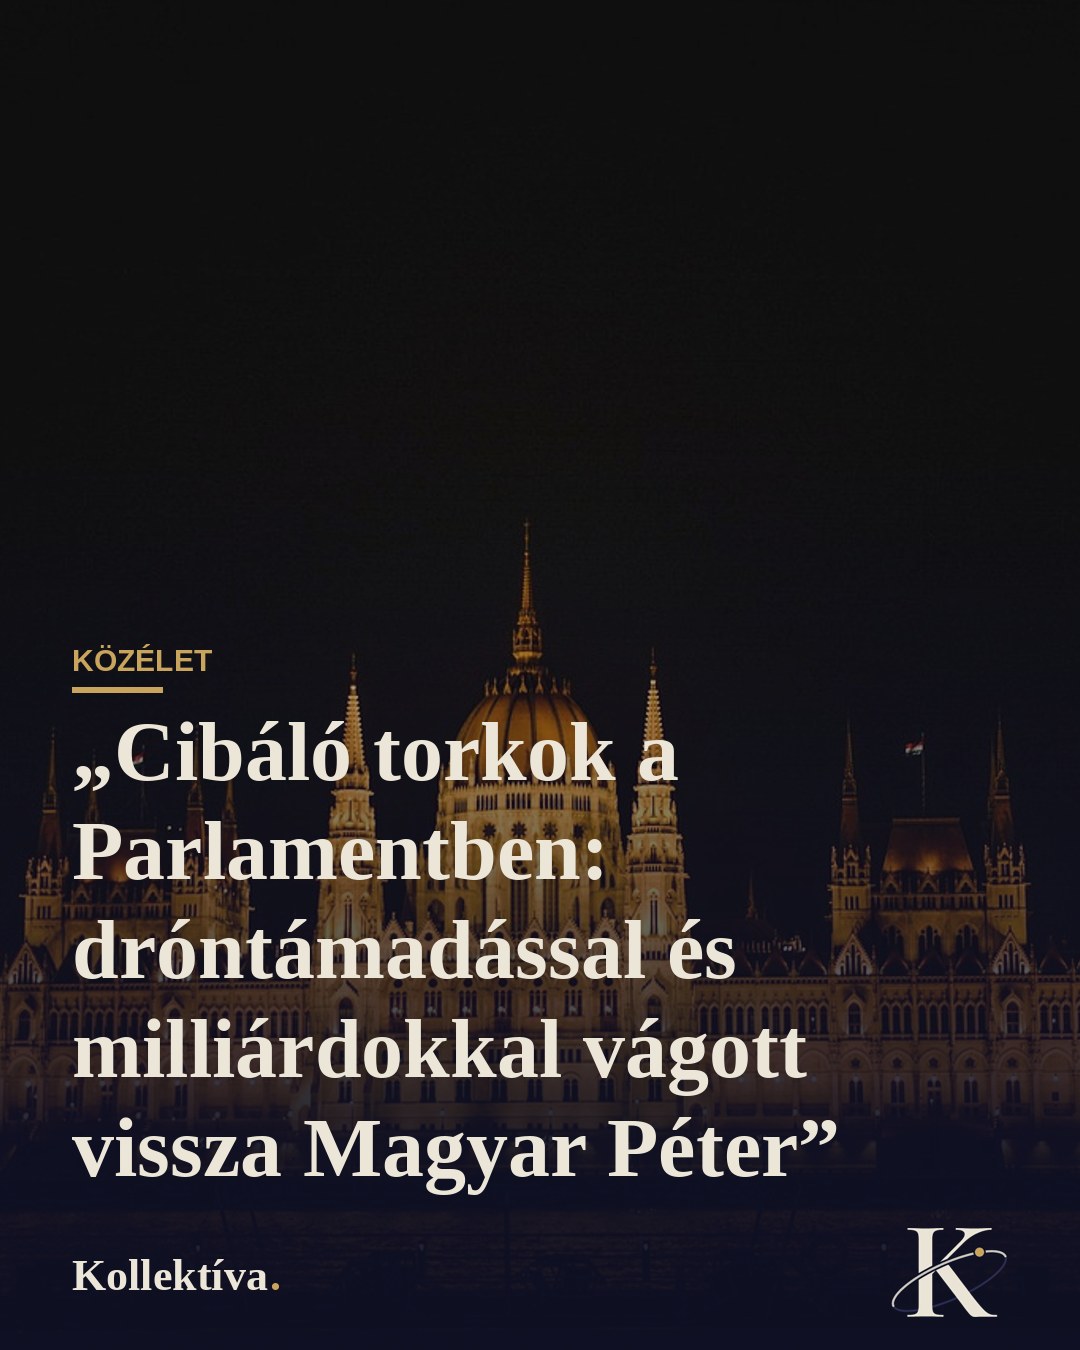 KÖZÉLET
„Cibáló torkok a
Parlamentben:
dróntámadással és
milliárdokkal vágott
vissza Magyar Péter”
Kollektíva.
K